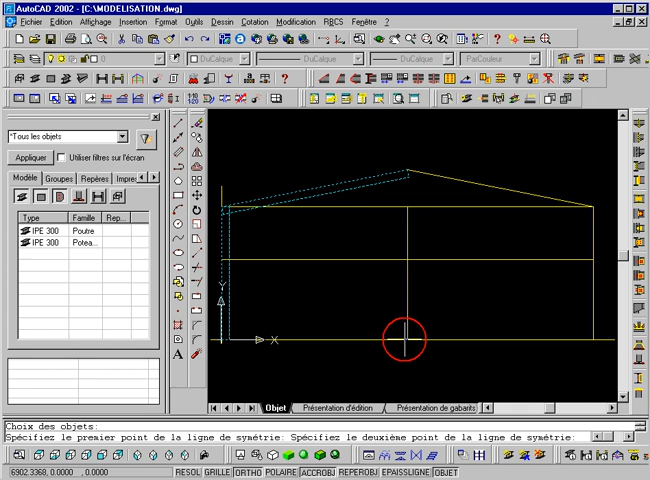 AutoCAD 2002 - [C:\MODELISATION.dwg]
Fichier Edition Affichage Insertion Format Outils Dessin Cotation Modification RBCS Fenêtre ?
0 DuCalque DuCalque DuCalque ParCouleur
*Tous les objets
Appliquer Utiliser filtres sur l'écran
Modèle Groupes Repères Impre
Type Famille Rep...
IPE 300 Poutre
IPE 300 Potea...
Y
X
Objet Présentation d'édition Présentation de gabarits
Choix des objets:
Spécifiez le premier point de la ligne de symétrie: Spécifiez le deuxième point de la ligne de symétrie:
6902.3368, 0.0000 , 0.0000 RESOL GRILLE ORTHO POLAIRE ACCROBJ REPEROBJ EPAISLIGNE OBJET